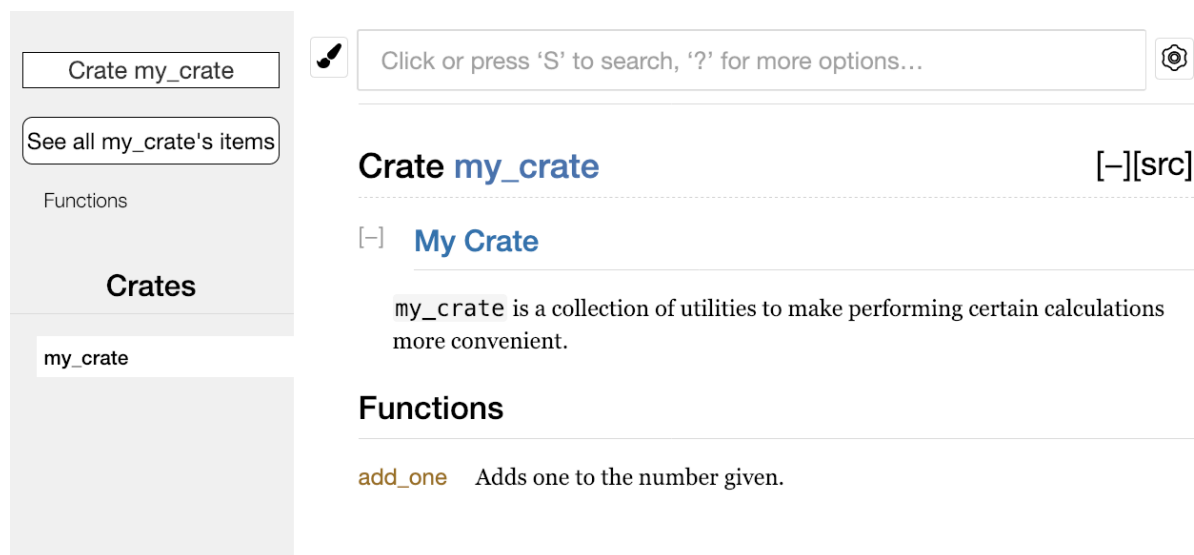 Crate my_crate
See all my_crate's items
Functions
Crates
my_crate
Click or press ‘S’ to search, ‘?’ for more options…
Crate my_crate
[−][src]
[−]
My Crate
my_crate is a collection of utilities to make performing certain calculations
more convenient.
Functions
add_one Adds one to the number given.